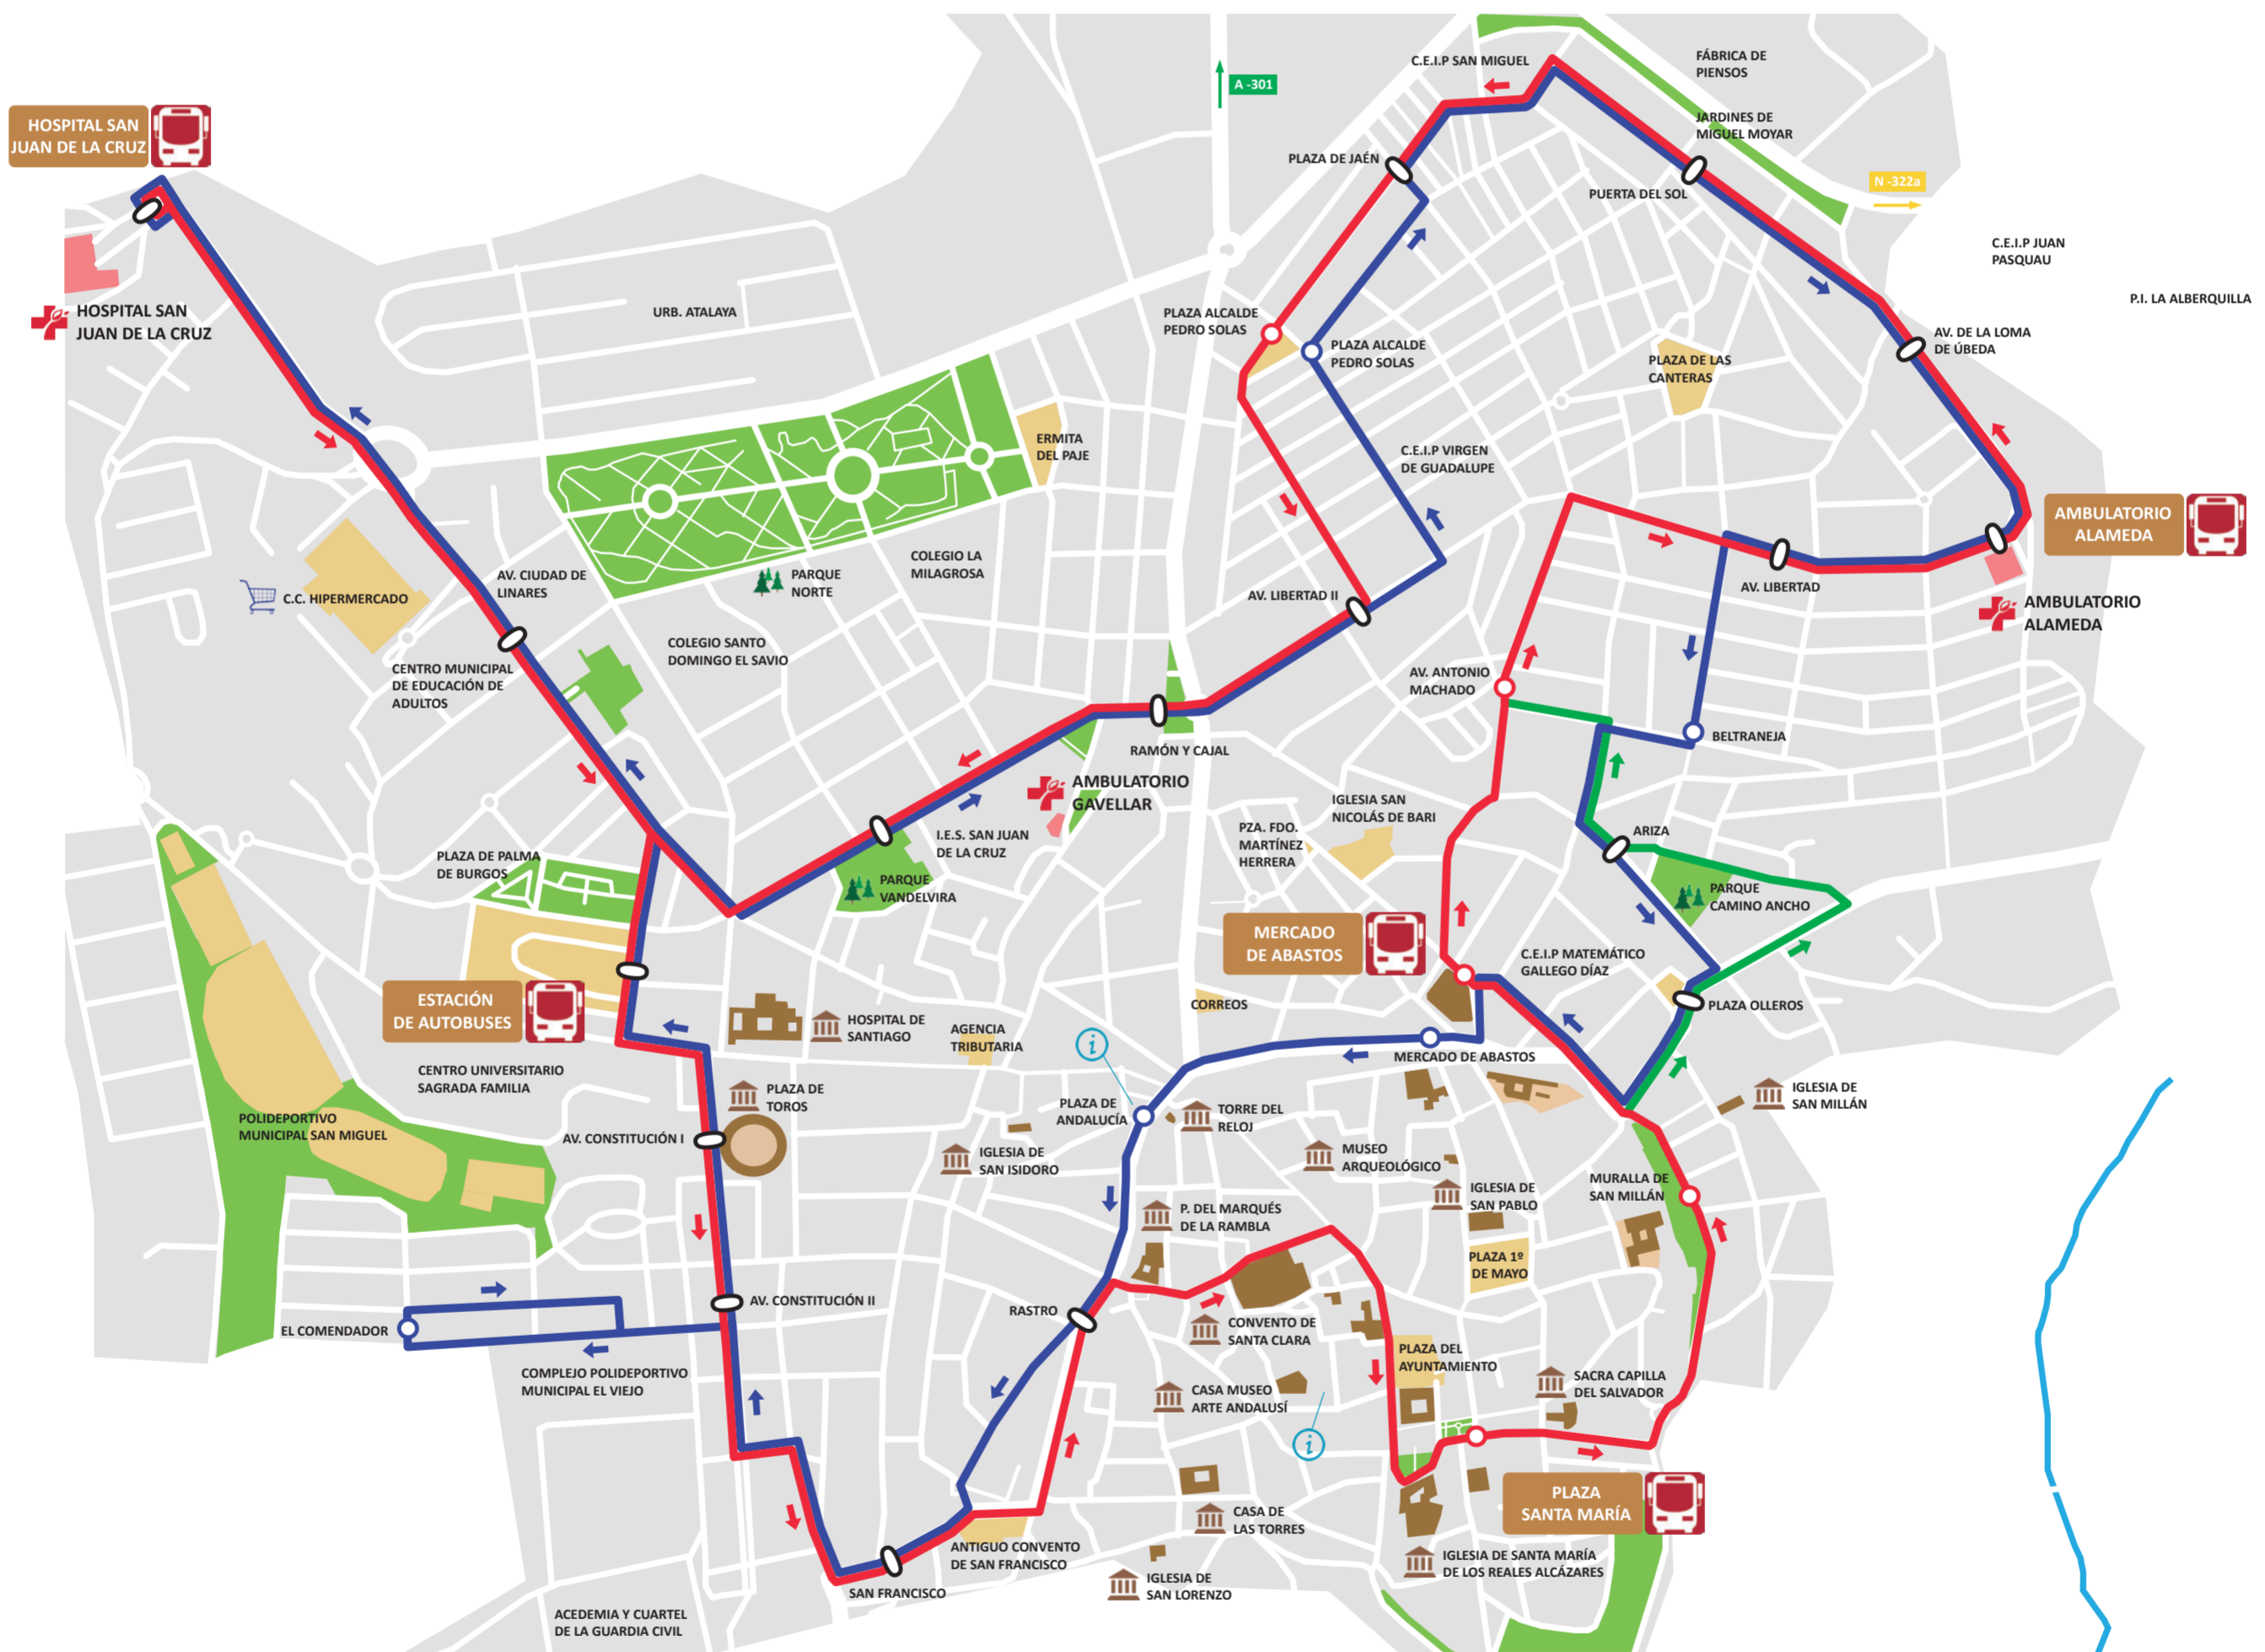 C.E.I.P SAN MIGUEL
FÁBRICA DE
PIENSOS
A -301
HOSPITAL SAN
JUAN DE LA CRUZ
JARDINES DE
MIGUEL MOYAR
PLAZA DE JAÉN
PUERTA DEL SOL
N -322a
C.E.I.P JUAN
PASQUAU
P.I. LA ALBERQUILLA
HOSPITAL SAN
JUAN DE LA CRUZ
URB. ATALAYA
PLAZA ALCALDE
PEDRO SOLAS
PLAZA ALCALDE
PEDRO SOLAS
AV. DE LA LOMA
DE ÚBEDA
PLAZA DE LAS
CANTERAS
ERMITA
DEL PAJE
C.E.I.P VIRGEN
DE GUADALUPE
AMBULATORIO
ALAMEDA
COLEGIO LA
MILAGROSA
PARQUE
NORTE
AV. CIUDAD DE
LINARES
C.C. HIPERMERCADO
AV. LIBERTAD II
AV. LIBERTAD
AMBULATORIO
ALAMEDA
COLEGIO SANTO
DOMINGO EL SAVIO
CENTRO MUNICIPAL
DE EDUCACIÓN DE
ADULTOS
AV. ANTONIO
MACHADO
BELTRANEJA
RAMÓN Y CAJAL
AMBULATORIO
GAVELLAR
IGLESIA SAN
NICOLÁS DE BARI
PZA. FDO.
MARTÍNEZ
HERRERA
ARIZA
I.E.S. SAN JUAN
DE LA CRUZ
PLAZA DE PALMA
DE BURGOS
PARQUE
VANDELVIRA
PARQUE
CAMINO ANCHO
MERCADO
DE ABASTOS
C.E.I.P MATEMÁTICO
GALLEGO DÍAZ
ESTACIÓN
DE AUTOBUSES
CORREOS
PLAZA OLLEROS
HOSPITAL DE
SANTIAGO
AGENCIA
TRIBUTARIA
i
MERCADO DE ABASTOS
CENTRO UNIVERSITARIO
SAGRADA FAMILIA
PLAZA DE
TOROS
PLAZA DE
ANDALUCÍA
TORRE DEL
RELOJ
IGLESIA DE
SAN MILLÁN
POLIDEPORTIVO
MUNICIPAL SAN MIGUEL
AV. CONSTITUCIÓN I
IGLESIA DE
SAN ISIDORO
MUSEO
ARQUEOLÓGICO
IGLESIA DE
SAN PABLO
MURALLA DE
SAN MILLÁN
P. DEL MARQUÉS
DE LA RAMBLA
PLAZA 1º
DE MAYO
AV. CONSTITUCIÓN II
RASTRO
EL COMENDADOR
CONVENTO DE
SANTA CLARA
PLAZA DEL
AYUNTAMIENTO
COMPLEJO POLIDEPORTIVO
MUNICIPAL EL VIEJO
CASA MUSEO
ARTE ANDALUSÍ
SACRA CAPILLA
DEL SALVADOR
i
PLAZA
SANTA MARÍA
CASA DE
LAS TORRES
ANTIGUO CONVENTO
DE SAN FRANCISCO
IGLESIA DE SANTA MARÍA
DE LOS REALES ALCÁZARES
SAN FRANCISCO
IGLESIA DE
SAN LORENZO
ACEDEMIA Y CUARTEL
DE LA GUARDIA CIVIL